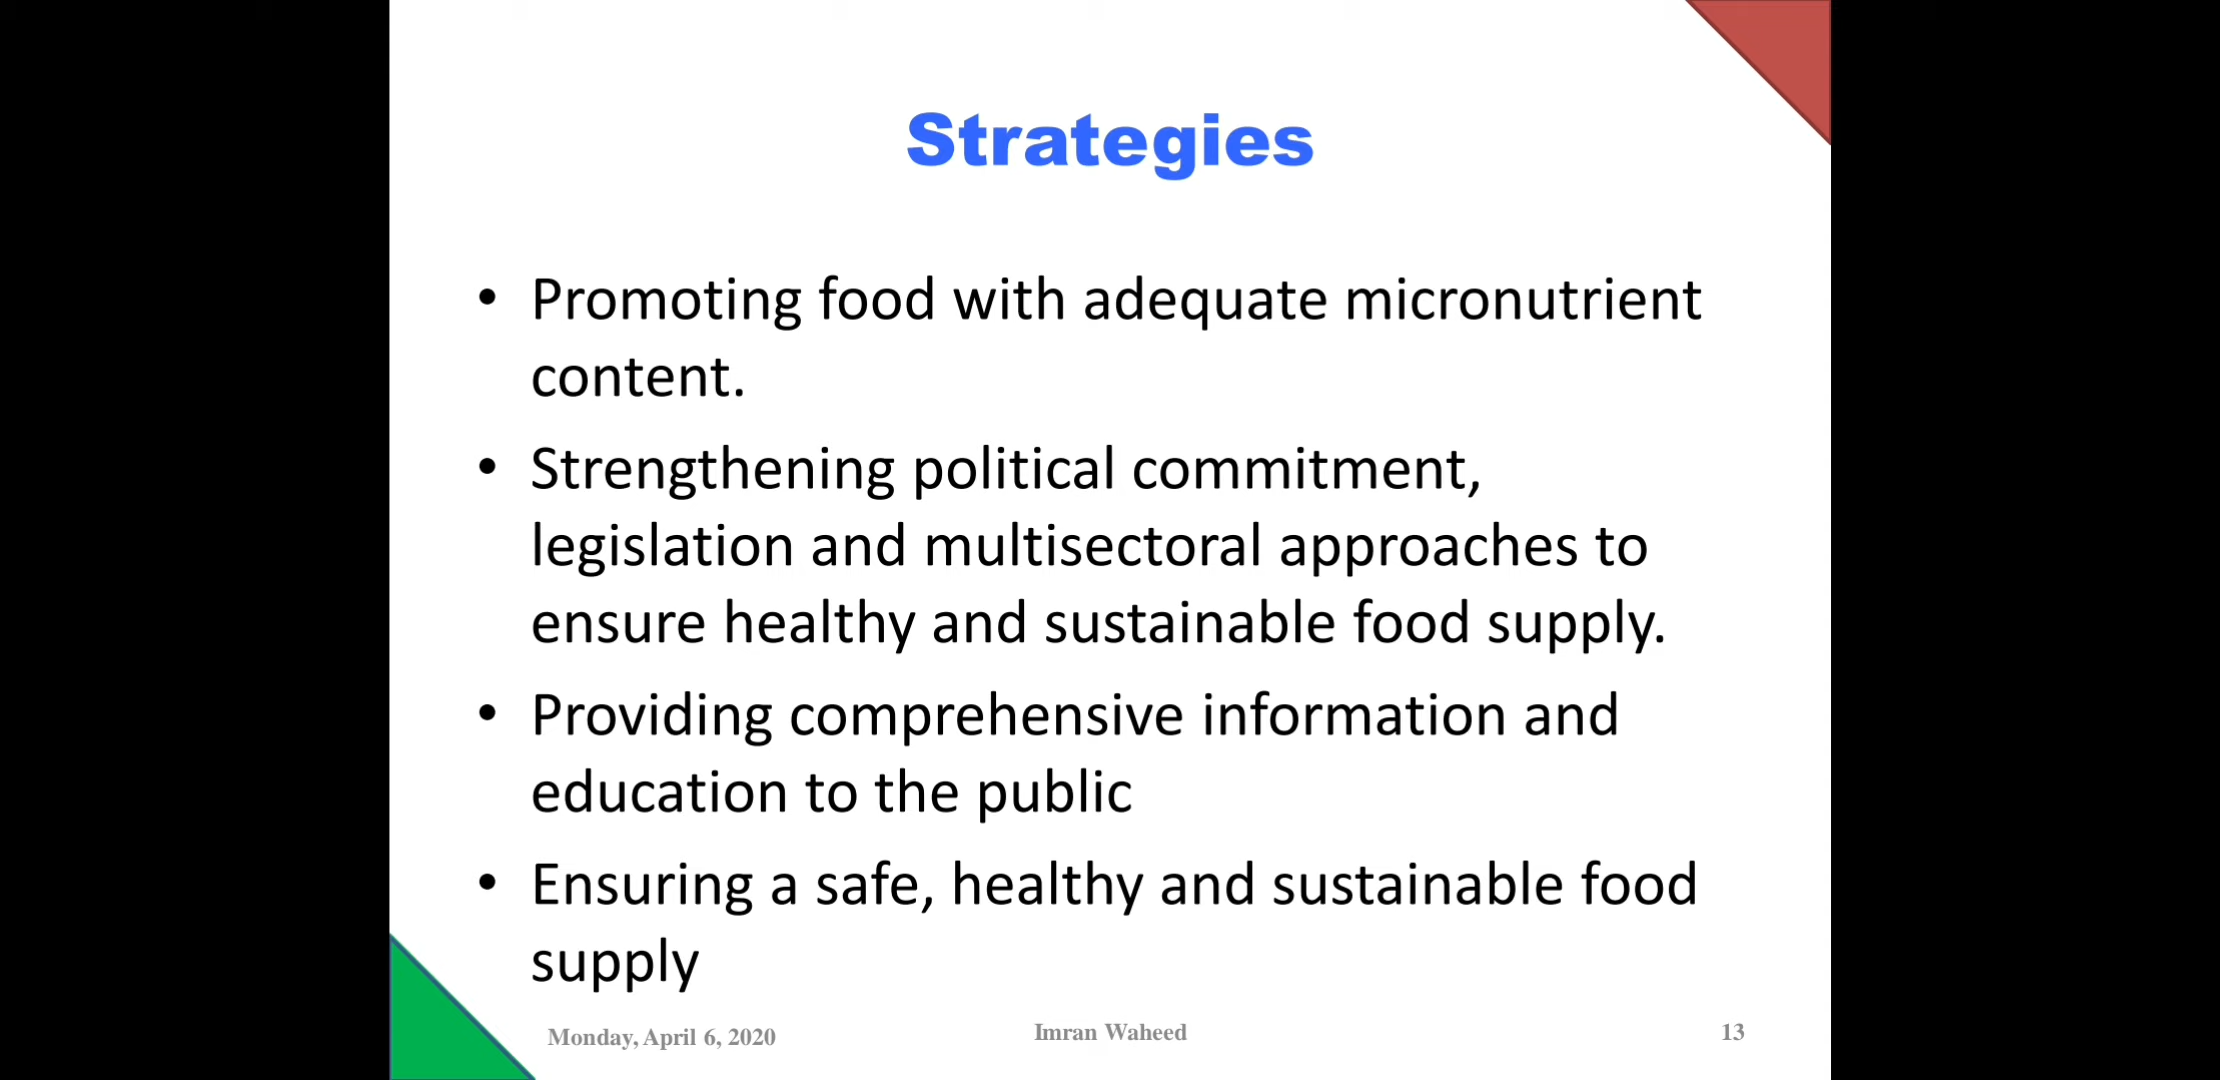 Strategies
• Promoting food with adequate micronutrient
content.
• Strengthening political commitment,
legislation and multisectoral approaches to
ensure healthy and sustainable food supply.
• Providing comprehensive information and
education to the public
• Ensuring a safe, healthy and sustainable food
supply
Monday, April 6, 2020
Imran Waheed
13